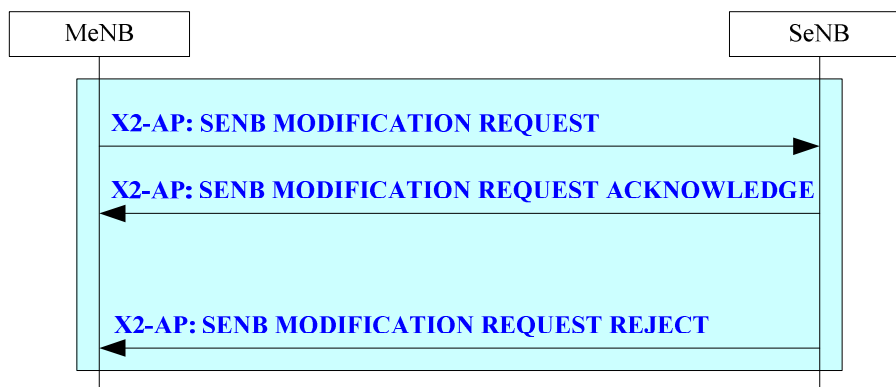 MeNB
SeNB
X2-AP: SENB MODIFICATION REQUEST
X2-AP: SENB MODIFICATION REQUEST ACKNOWLEDGE
X2-AP: SENB MODIFICATION REQUEST REJECT